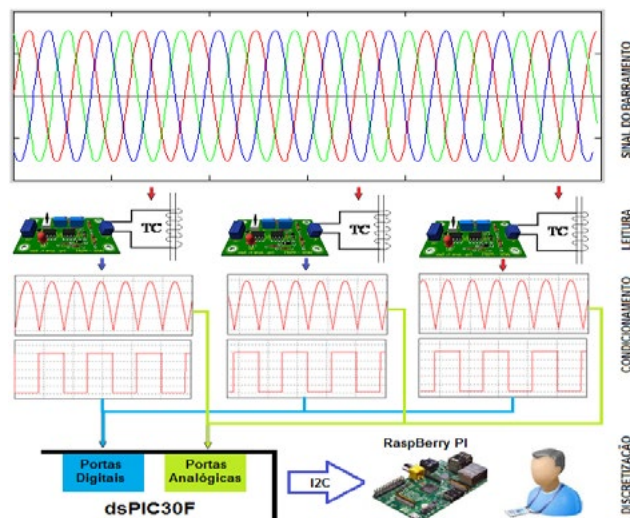 SINAL DO BARRAMENTO
TC
TC
TC
LEITURA
CONDICIONAMENTO
RaspBerry PI
Portas
Digitais
Portas
Analógicas
I2C
dsPIC30F
DISCRETIZAÇÃO